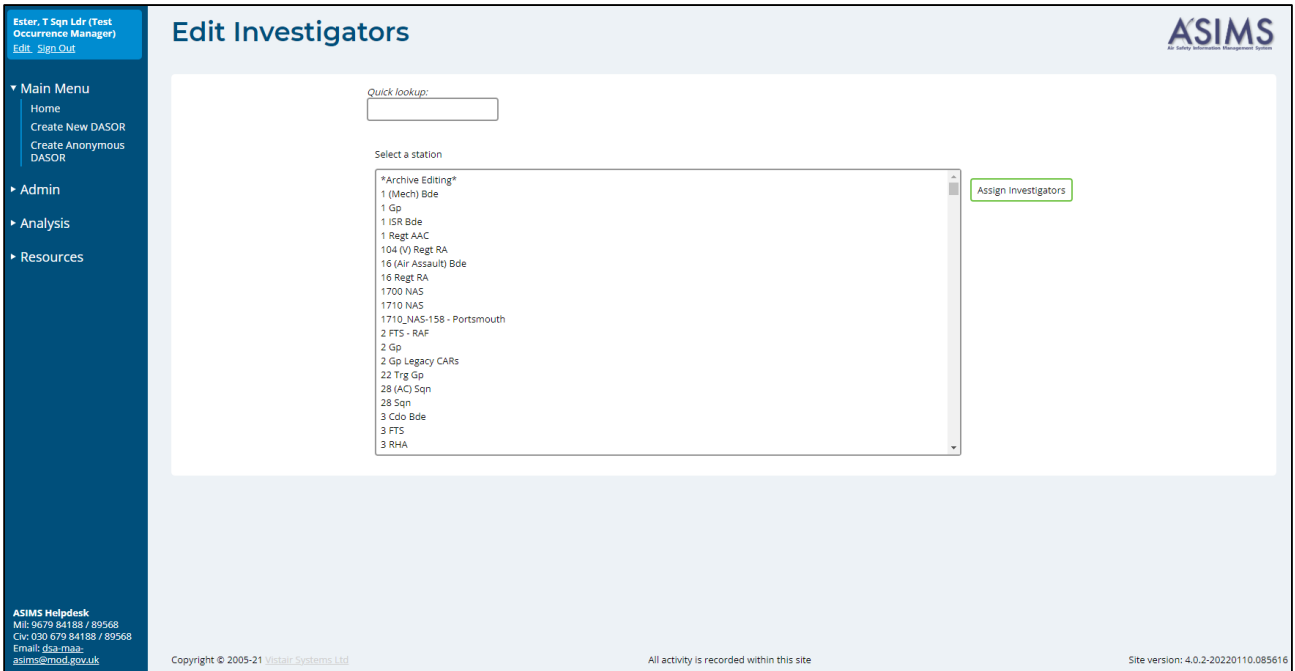 Ester, T Sqn Ldr (Test
Occurrence Manager)
Edit Sign Out
Main Menu
Home
Create New DASOR
Create Anonymous
DASOR
Admin
Analysis
Resources
ASIMS Helpdesk
Mil: 9679 84188 / 89568
Civ: 030 679 84188 / 89568
Email: dsa-maa-
asims@mod.gov.uk
Edit Investigators
ASIMS
Air Safety Information Management System
Quick lookup:
Select a station
*Archive Editing*
1 (Mech) Bde
1 Gp
1 ISR Bde
1 Regt AAC
104 (V) Regt RA
16 (Air Assault) Bde
16 Regt RA
1700 NAS
1710 NAS
1710_NAS-158 - Portsmouth
2 FTS - RAF
2 Gp
2 Gp Legacy CARs
22 Trg Gp
28 (AC) Sqn
28 Sqn
3 Cdo Bde
3 FTS
3 RHA
Assign Investigators
Copyright © 2005-21 Vistair Systems Ltd
All activity is recorded within this site
Site version: 4.0.2-20220110.085616